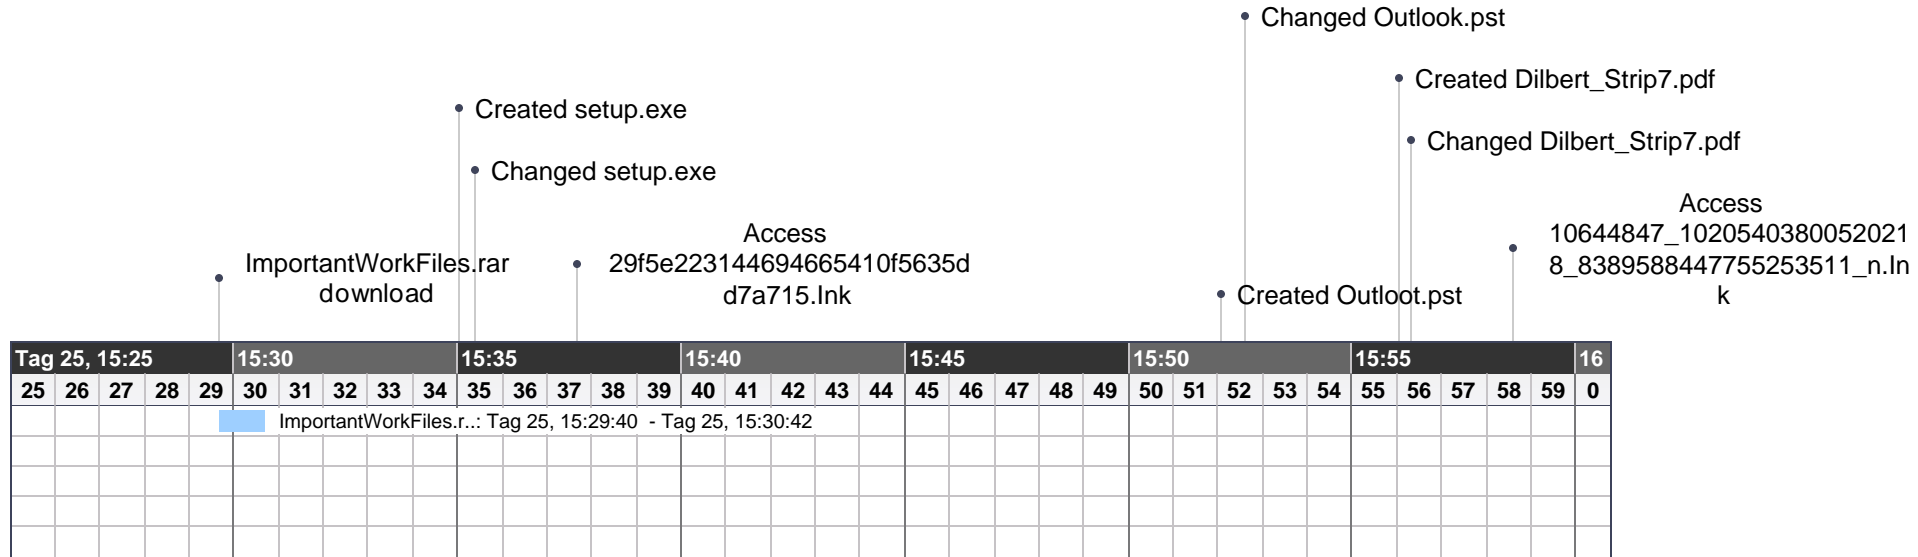 Changed Outlook.pst
Created Dilbert_Strip7.pdf
Created setup.exe
Changed Dilbert_Strip7.pdf
Changed setup.exe
Access
10644847_1020540380052021
8_8389588447755253511_n.In
k
Access
29f5e223144694665410f5635d
d7a715.Ink
ImportantWorkFiles.rar
download
Created Outloot.pst
Tag 25, 15:25 15:30 15:35 15:40 15:45 15:50 15:55 16
25 26 27 28 29 30 31 32 33 34 35 36 37 38 39 40 41 42 43 44 45 46 47 48 49 50 51 52 53 54 55 56 57 58 59 0
ImportantWorkFiles.r..: Tag 25, 15:29:40 - Tag 25, 15:30:42